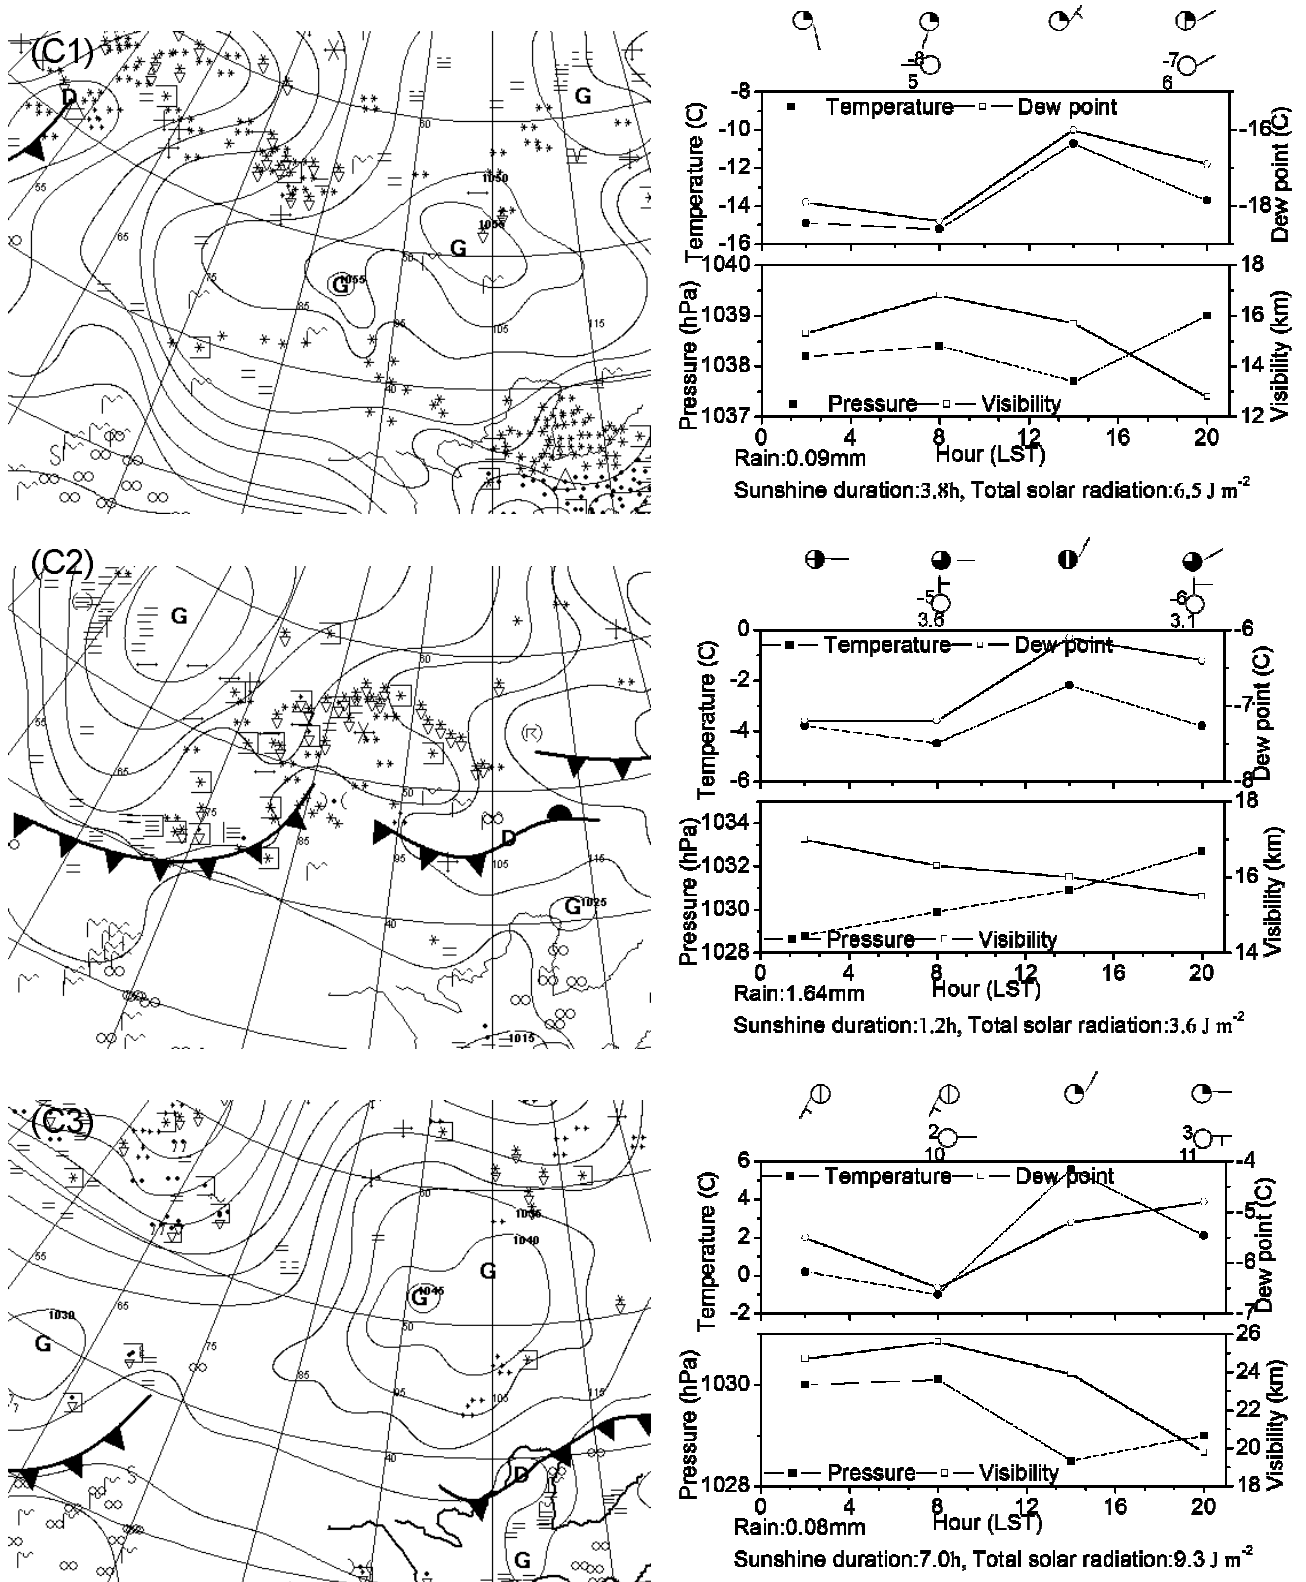 (C1)
D
G
60
1050
1055
G
G
1055
55
65
75
85
50
95
105
115
40
S
-8
5
-7
6
Temperature Dew point
Temperature (C)
-8
-10
-12
-14
-16
Dew point (C)
-16
-18
Pressure (hPa)
1040
1039
1038
1037
Visibility (km)
18
16
14
12
Pressure Visibility
0 4 8 12 16 20
Hour (LST)
Rain:0.09mm
Sunshine duration:3.8h, Total solar radiation:6.5 J m-2
(C2)
G
60
55
65
75
85
50
(R)
D
95
105
115
G 1025
40
1015
-5
3.6
-6
3.1
Temperature Dew point
Temperature (C)
0
-2
-4
-6
Dew point (C)
-6
-7
-8
Pressure (hPa)
1034
1032
1030
1028
Visibility (km)
18
16
14
Pressure Visibility
0 4 8 12 16 20
Hour (LST)
Rain:1.64mm
Sunshine duration:1.2h, Total solar radiation:3.6 J m-2
(C3)
60
1035
1040
G
G 1045
55
65
1030
G
75
50
85
95
105
115
40
S
D
G
2
10
3
11
Temperature Dew point
Temperature (C)
6
4
2
0
-2
Dew point (C)
-4
-5
-6
-7
Pressure (hPa)
1030
1028
Visibility (km)
26
24
22
20
18
Pressure Visibility
0 4 8 12 16 20
Hour (LST)
Rain:0.08mm
Sunshine duration:7.0h, Total solar radiation:9.3 J m-2